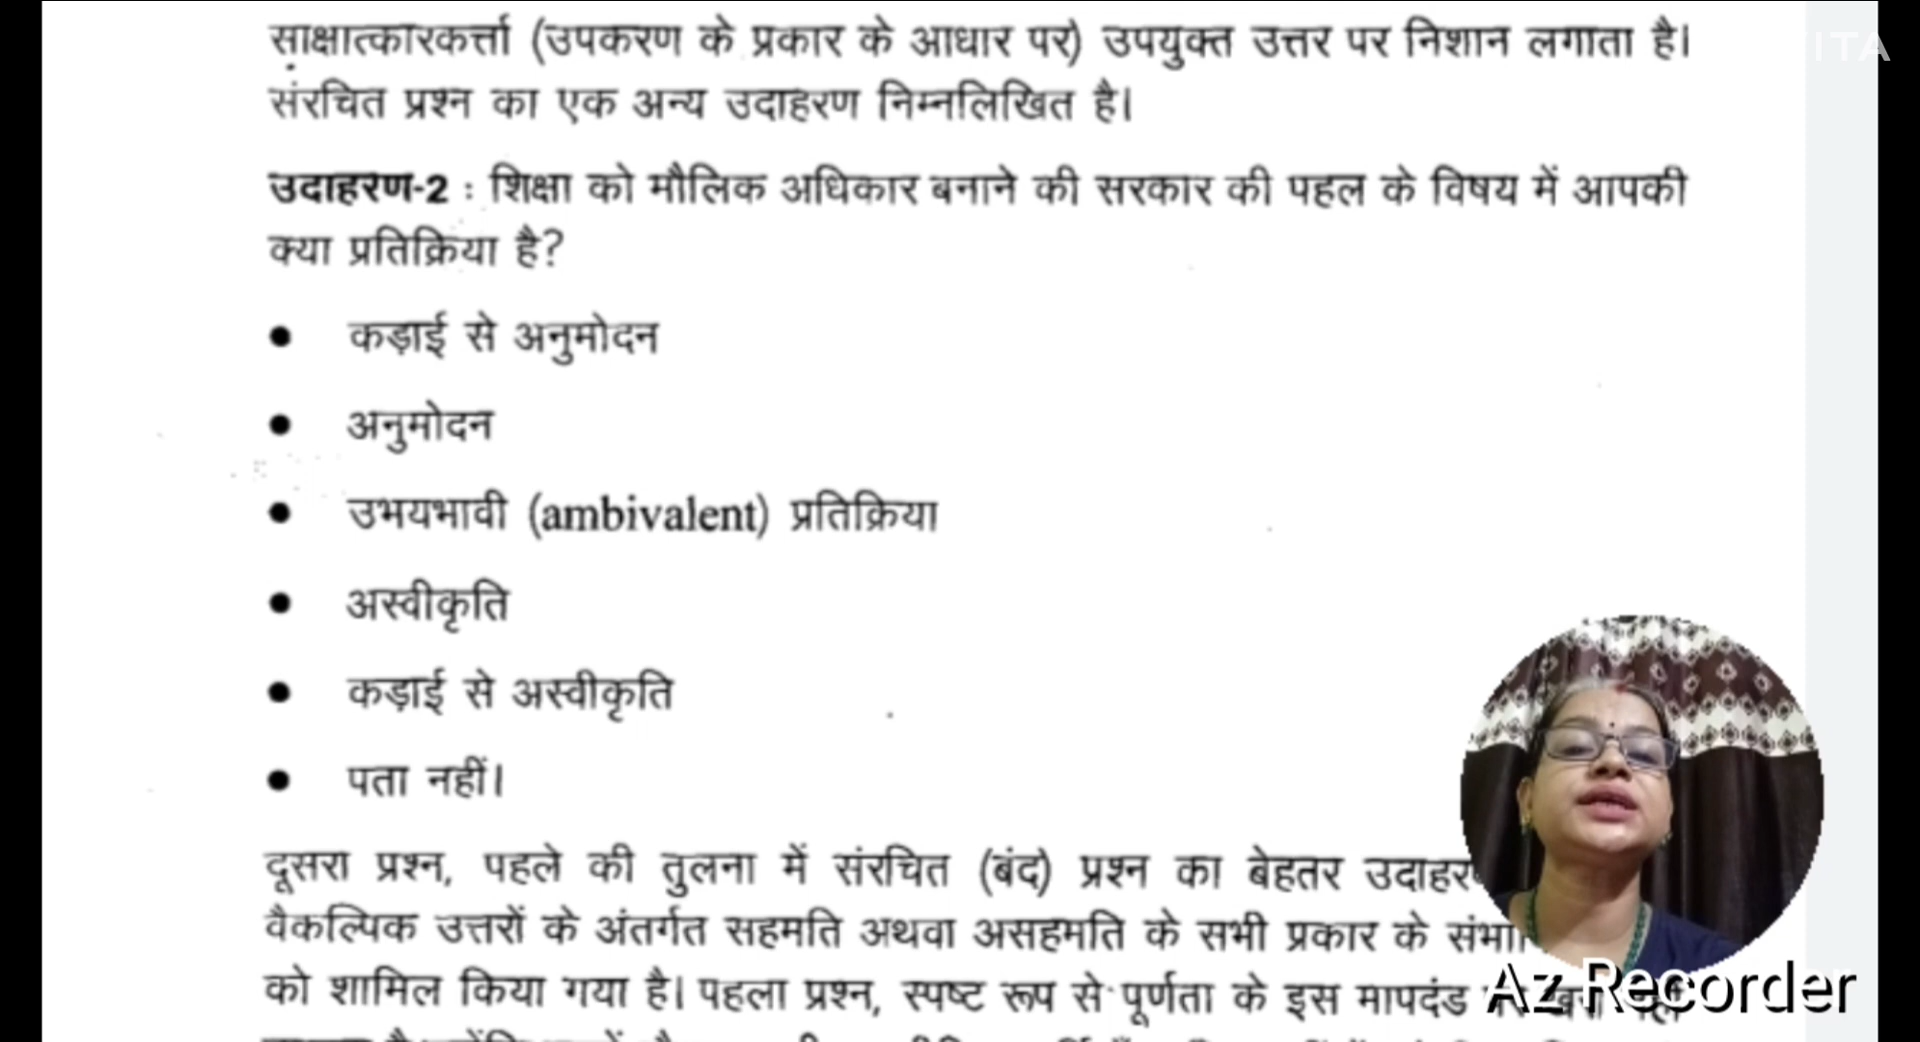 साक्षात्कारकर्त्ता (उपकरण के प्रकार के आधार पर) उपयुक्त उत्तर पर निशान लगाता है।
ITA
संरचित प्रश्न का एक अन्य उदाहरण निम्नलिखित है।
उदाहरण-2 : शिक्षा को मौलिक अधिकार बनाने की सरकार की पहल के विषय में आपकी
क्या प्रतिक्रिया है?
• कड़ाई से अनुमोदन
• अनुमोदन
• उभयभावी (ambivalent) प्रतिक्रिया
• अस्वीकृति
• कड़ाई से अस्वीकृति
• पता नहीं।
दूसरा प्रश्न, पहले की तुलना में संरचित (बंद) प्रश्न का बेहतर
वैकल्पिक उत्तरों के अंतर्गत सहमति अथवा असहमति के सभी प्रकार के
को शामिल किया गया है। पहला प्रश्न, स्पष्ट रूप से पूर्णता के इस मापदंड
Az Recorder